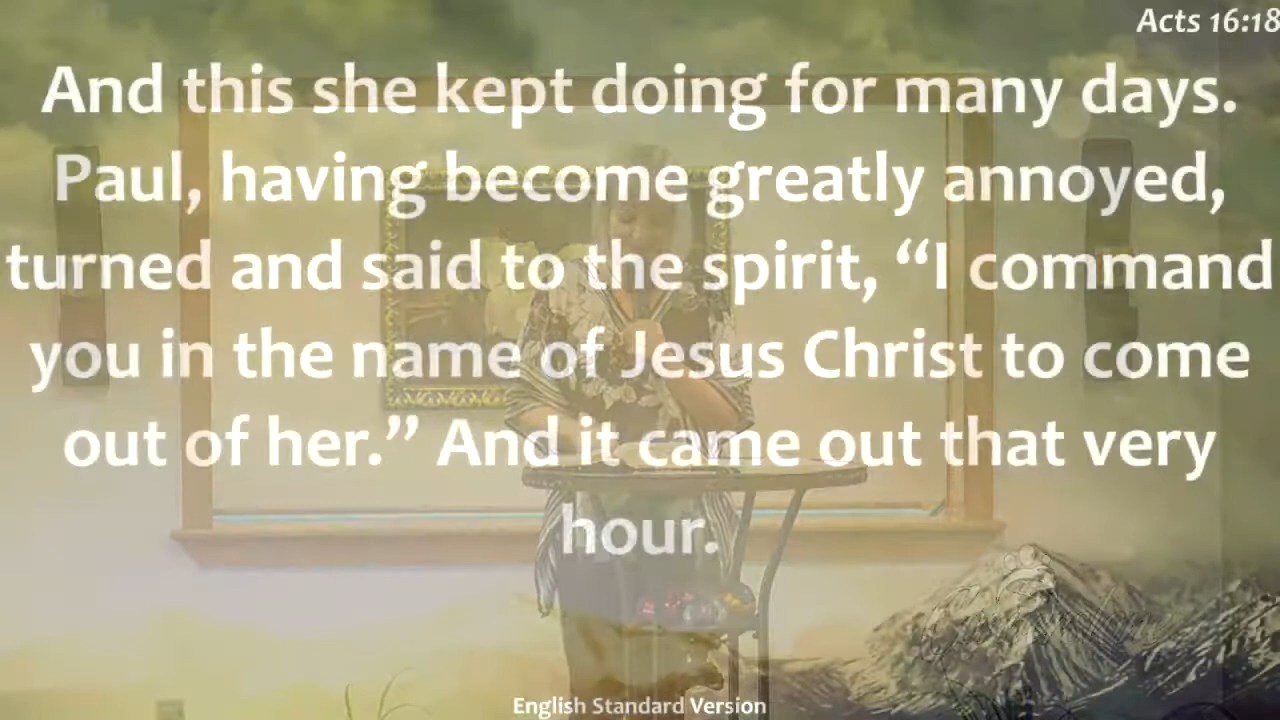 Acts 16:18
And this she kept doing for many days.
Paul, having become greatly annoyed,
turned and said to the spirit, “I command
you in the name of Jesus Christ to come
out of her.” And it came out that very
hour.
English Standard Version